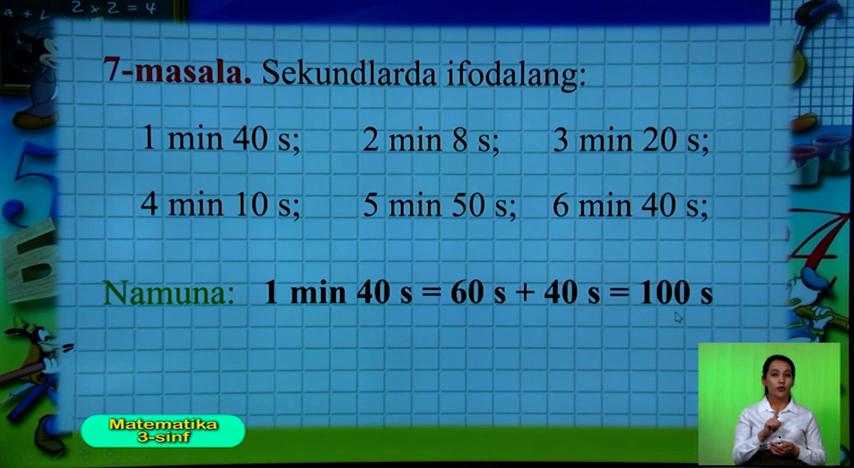 2 × 2 = 4
7-masala. Sekundlarda ifodalang:
1 min 40 s; 2 min 8 s; 3 min 20 s;
4 min 10 s; 5 min 50 s; 6 min 40 s;
Namuna: 1 min 40 s = 60 s + 40 s = 100 s
Matematika
3-sinf